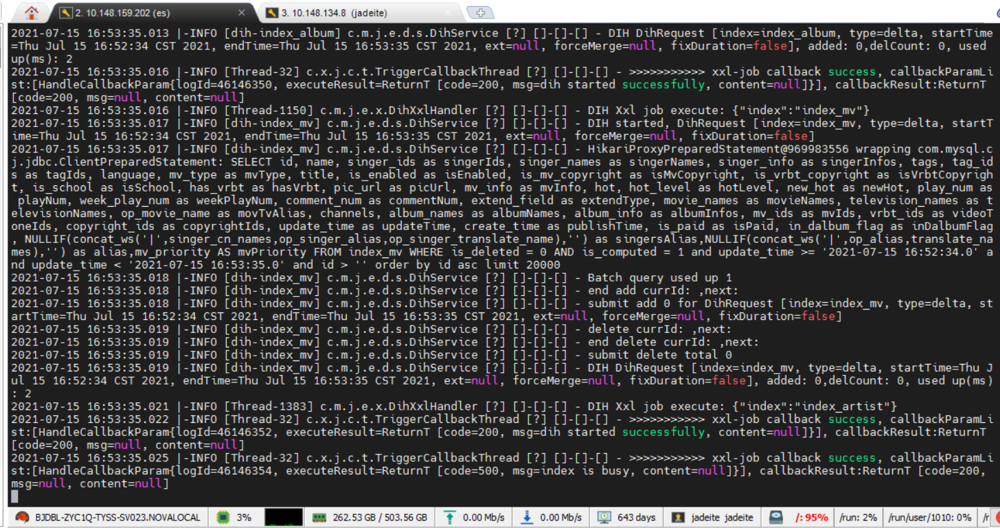 2. 10.148.159.202 (es)
3. 10.148.134.8 (jadeite)
2021-07-15 16:53:35.013 |-INFO [dih-index_album] c.m.j.e.d.s.DihService [?] []-[]-[] - DIH DihRequest [index=index_album, type=delta, startTime
=Thu Jul 15 16:52:34 CST 2021, endTime=Thu Jul 15 16:53:35 CST 2021, ext=null, forceMerge=null, fixDuration=false], added: 0,delCount: 0, used
up(ms): 2
2021-07-15 16:53:35.016 |-INFO [Thread-32] c.x.j.c.t.TriggerCallbackThread [?] []-[]-[] - >>>>>>>>>>> xxl-job callback success, callbackParamLi
st:[HandleCallbackParam{logId=46146350, executeResult=ReturnT [code=200, msg=dih started successfully, content=null]}], callbackResult:ReturnT
[code=200, msg=null, content=null]
2021-07-15 16:53:35.016 |-INFO [Thread-1150] c.m.j.e.x.DihXxlHandler [?] []-[]-[] - DIH Xxl job execute: {"index":"index_mv"}
2021-07-15 16:53:35.017 |-INFO [dih-index_mv] c.m.j.e.d.s.DihService [?] []-[]-[] - DIH started, DihRequest [index=index_mv, type=delta, startT
ime=Thu Jul 15 16:52:34 CST 2021, endTime=Thu Jul 15 16:53:35 CST 2021, ext=null, forceMerge=null, fixDuration=false]
2021-07-15 16:53:35.017 |-INFO [dih-index_mv] c.m.j.e.d.s.DihService [?] []-[]-[] - HikariProxyPreparedStatement@969983556 wrapping com.mysql.c
j.jdbc.ClientPreparedStatement: SELECT id, name, singer_ids as singerIds, singer_names as singerNames, singer_info as singerInfos, tags, tag_id
s as tagIds, language, mv_type as mvType, title, is_enabled as isEnabled, is_mv_copyright as isMvCopyright, is_vrbt_copyright as isVrbtCopyrigh
t, is_school as isSchool, has_vrbt as hasVrbt, pic_url as picUrl, mv_info as mvInfo, hot, hot_level as hotLevel, new_hot as newHot, play_num as
playNum, week_play_num as weekPlayNum, comment_num as commentNum, extend_field as extendType, movie_names as movieNames, television_names as t
elevisionNames, op_movie_name as movTvAlias, channels, album_names as albumNames, album_info as albumInfos, mv_ids as mvIds, vrbt_ids as videoT
oneIds, copyright_ids as copyrightIds, update_time as updateTime, create_time as publishTime, is_paid as isPaid, in_dalbum_flag as inDalbumFlag
, NULLIF(concat_ws('|',singer_cn_names,op_singer_alias,op_singer_translate_name),'') as singersAlias,NULLIF(concat_ws('|',op_alias,translate_na
mes),'') as alias,mv_priority AS mvPriority FROM index_mv WHERE is_deleted = 0 AND is_computed = 1 and update_time >= '2021-07-15 16:52:34.0' a
nd update_time < '2021-07-15 16:53:35.0' and id > '' order by id asc limit 20000
2021-07-15 16:53:35.018 |-INFO [dih-index_mv] c.m.j.e.d.s.DihService [?] []-[]-[] - Batch query used up 1
2021-07-15 16:53:35.018 |-INFO [dih-index_mv] c.m.j.e.d.s.DihService [?] []-[]-[] - end add currId: ,next:
2021-07-15 16:53:35.018 |-INFO [dih-index_mv] c.m.j.e.d.s.DihService [?] []-[]-[] - submit add 0 for DihRequest [index=index_mv, type=delta, st
artTime=Thu Jul 15 16:52:34 CST 2021, endTime=Thu Jul 15 16:53:35 CST 2021, ext=null, forceMerge=null, fixDuration=false]
2021-07-15 16:53:35.019 |-INFO [dih-index_mv] c.m.j.e.d.s.DihService [?] []-[]-[] - delete currId: ,next:
2021-07-15 16:53:35.019 |-INFO [dih-index_mv] c.m.j.e.d.s.DihService [?] []-[]-[] - end delete currId: ,next:
2021-07-15 16:53:35.019 |-INFO [dih-index_mv] c.m.j.e.d.s.DihService [?] []-[]-[] - submit delete total 0
2021-07-15 16:53:35.019 |-INFO [dih-index_mv] c.m.j.e.d.s.DihService [?] []-[]-[] - DIH DihRequest [index=index_mv, type=delta, startTime=Thu J
ul 15 16:52:34 CST 2021, endTime=Thu Jul 15 16:53:35 CST 2021, ext=null, forceMerge=null, fixDuration=false], added: 0,delCount: 0, used up(ms)
: 2
2021-07-15 16:53:35.021 |-INFO [Thread-1383] c.m.j.e.x.DihXxlHandler [?] []-[]-[] - DIH Xxl job execute: {"index":"index_artist"}
2021-07-15 16:53:35.022 |-INFO [Thread-32] c.x.j.c.t.TriggerCallbackThread [?] []-[]-[] - >>>>>>>>>>> xxl-job callback success, callbackParamLi
st:[HandleCallbackParam{logId=46146352, executeResult=ReturnT [code=200, msg=dih started successfully, content=null]}], callbackResult:ReturnT
[code=200, msg=null, content=null]
2021-07-15 16:53:35.025 |-INFO [Thread-32] c.x.j.c.t.TriggerCallbackThread [?] []-[]-[] - >>>>>>>>>>> xxl-job callback success, callbackParamLi
st:[HandleCallbackParam{logId=46146354, executeResult=ReturnT [code=500, msg=index is busy, content=null]}], callbackResult:ReturnT [code=200,
msg=null, content=null]
BJDBL-ZYC1Q-TYSS-SV023.NOVALOCAL 3% 262.53 GB / 503.56 GB 0.00 Mb/s 0.00 Mb/s 643 days jadeite jadeite /: 95% /run: 2% /run/user/1010: 0% /r